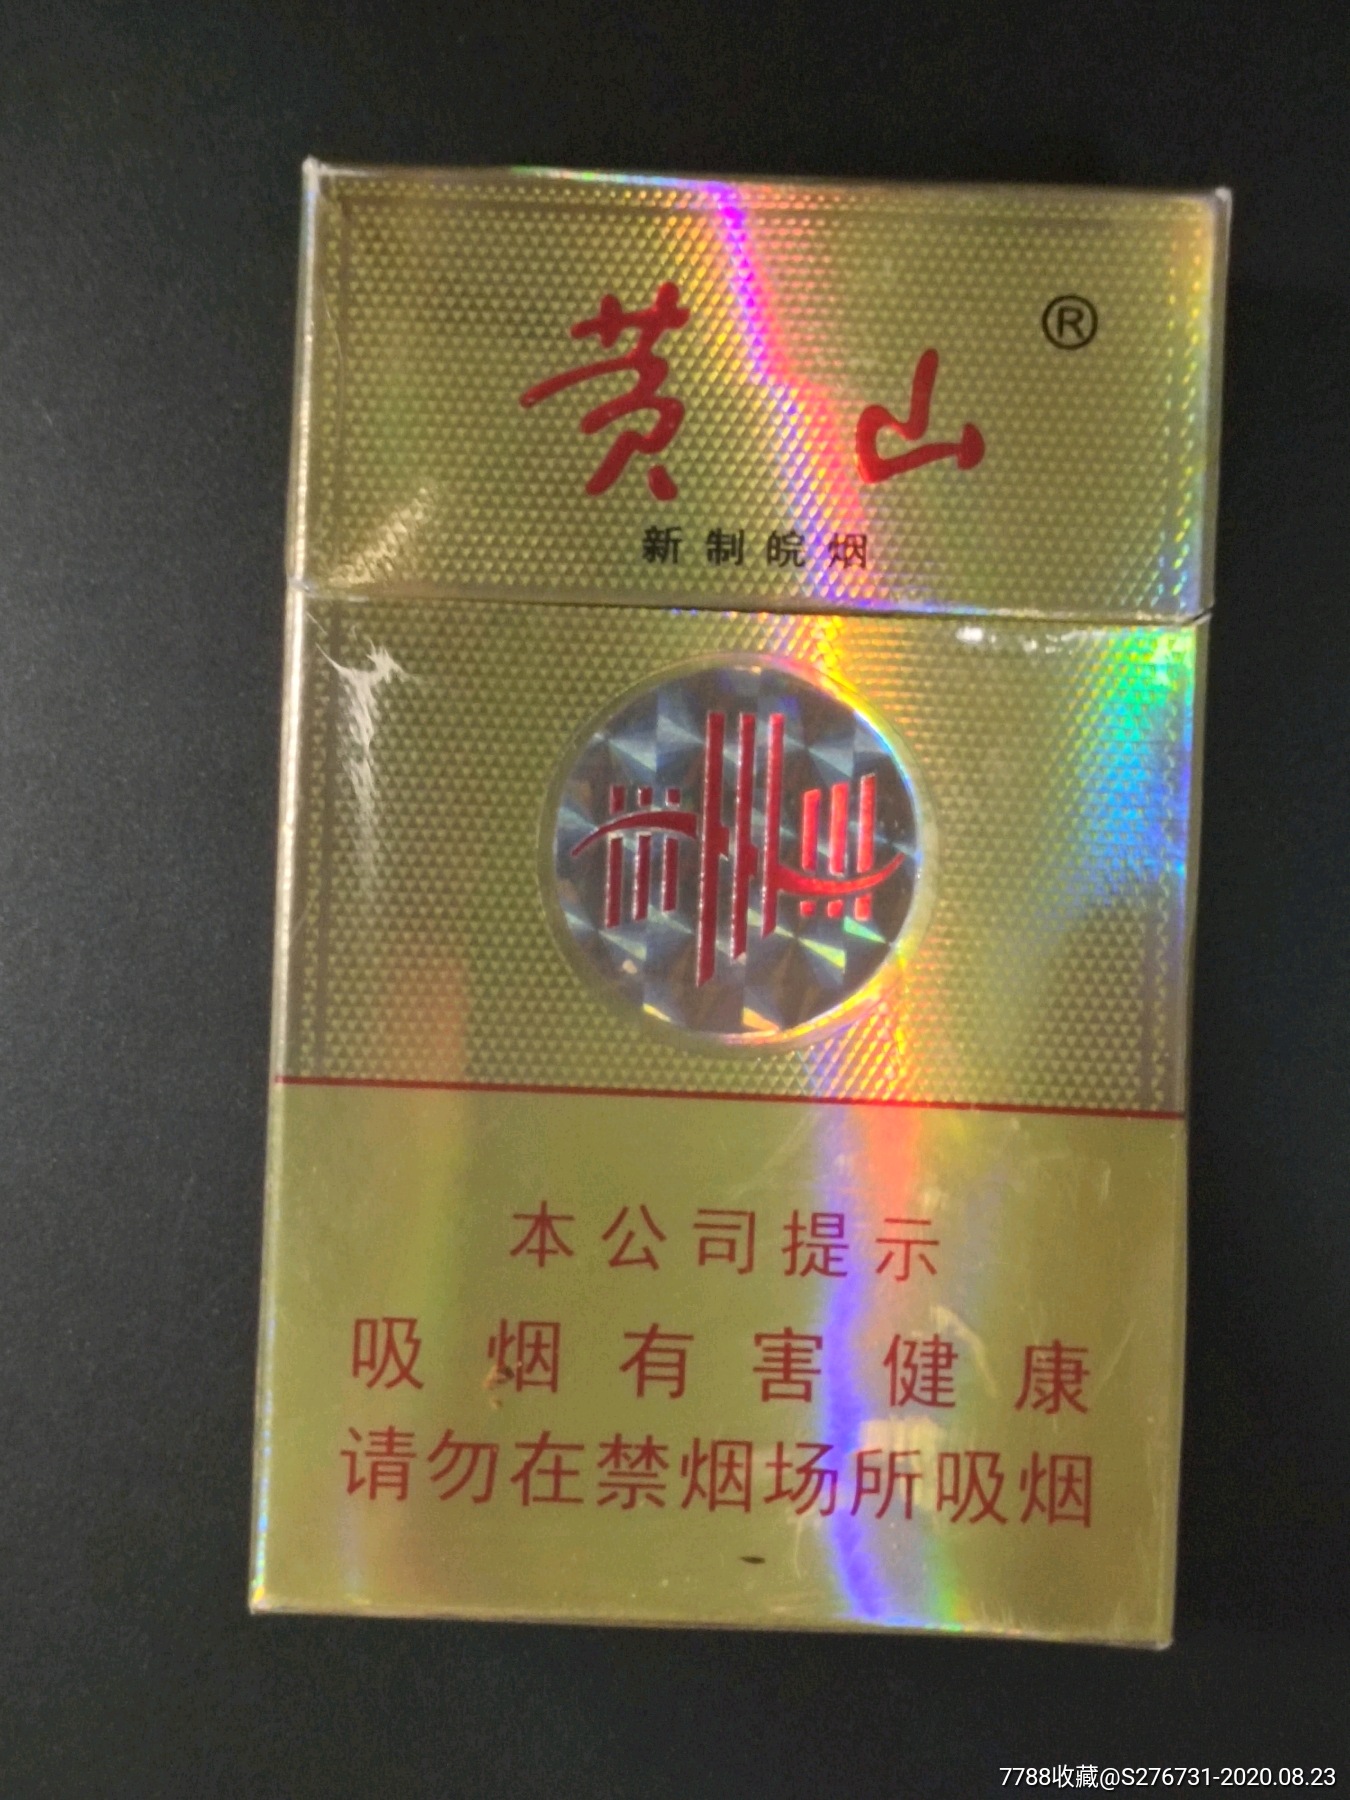 黄山®
新制皖烟
本公司提示
吸烟有害健康
请勿在禁烟场所吸烟
7788收藏@S276731-2020.08.23